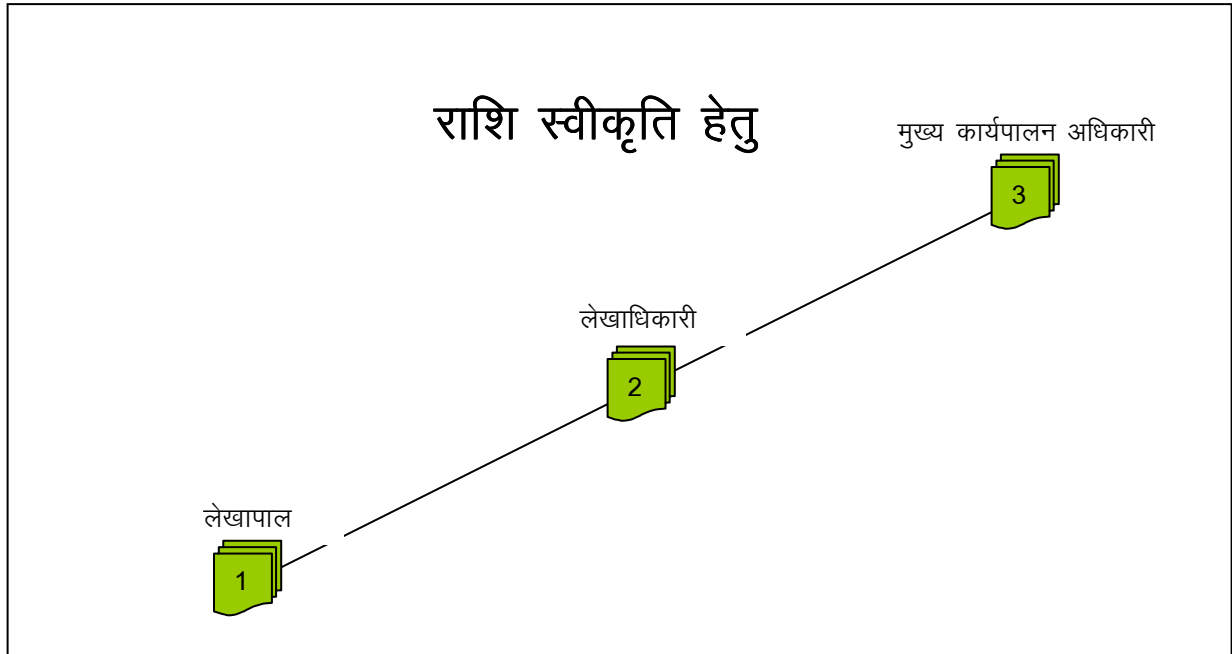 राशि स्वीकृति हेतु
मुख्य कार्यपालन अधिकारी
3
लेखाधिकारी
2
लेखापाल
1